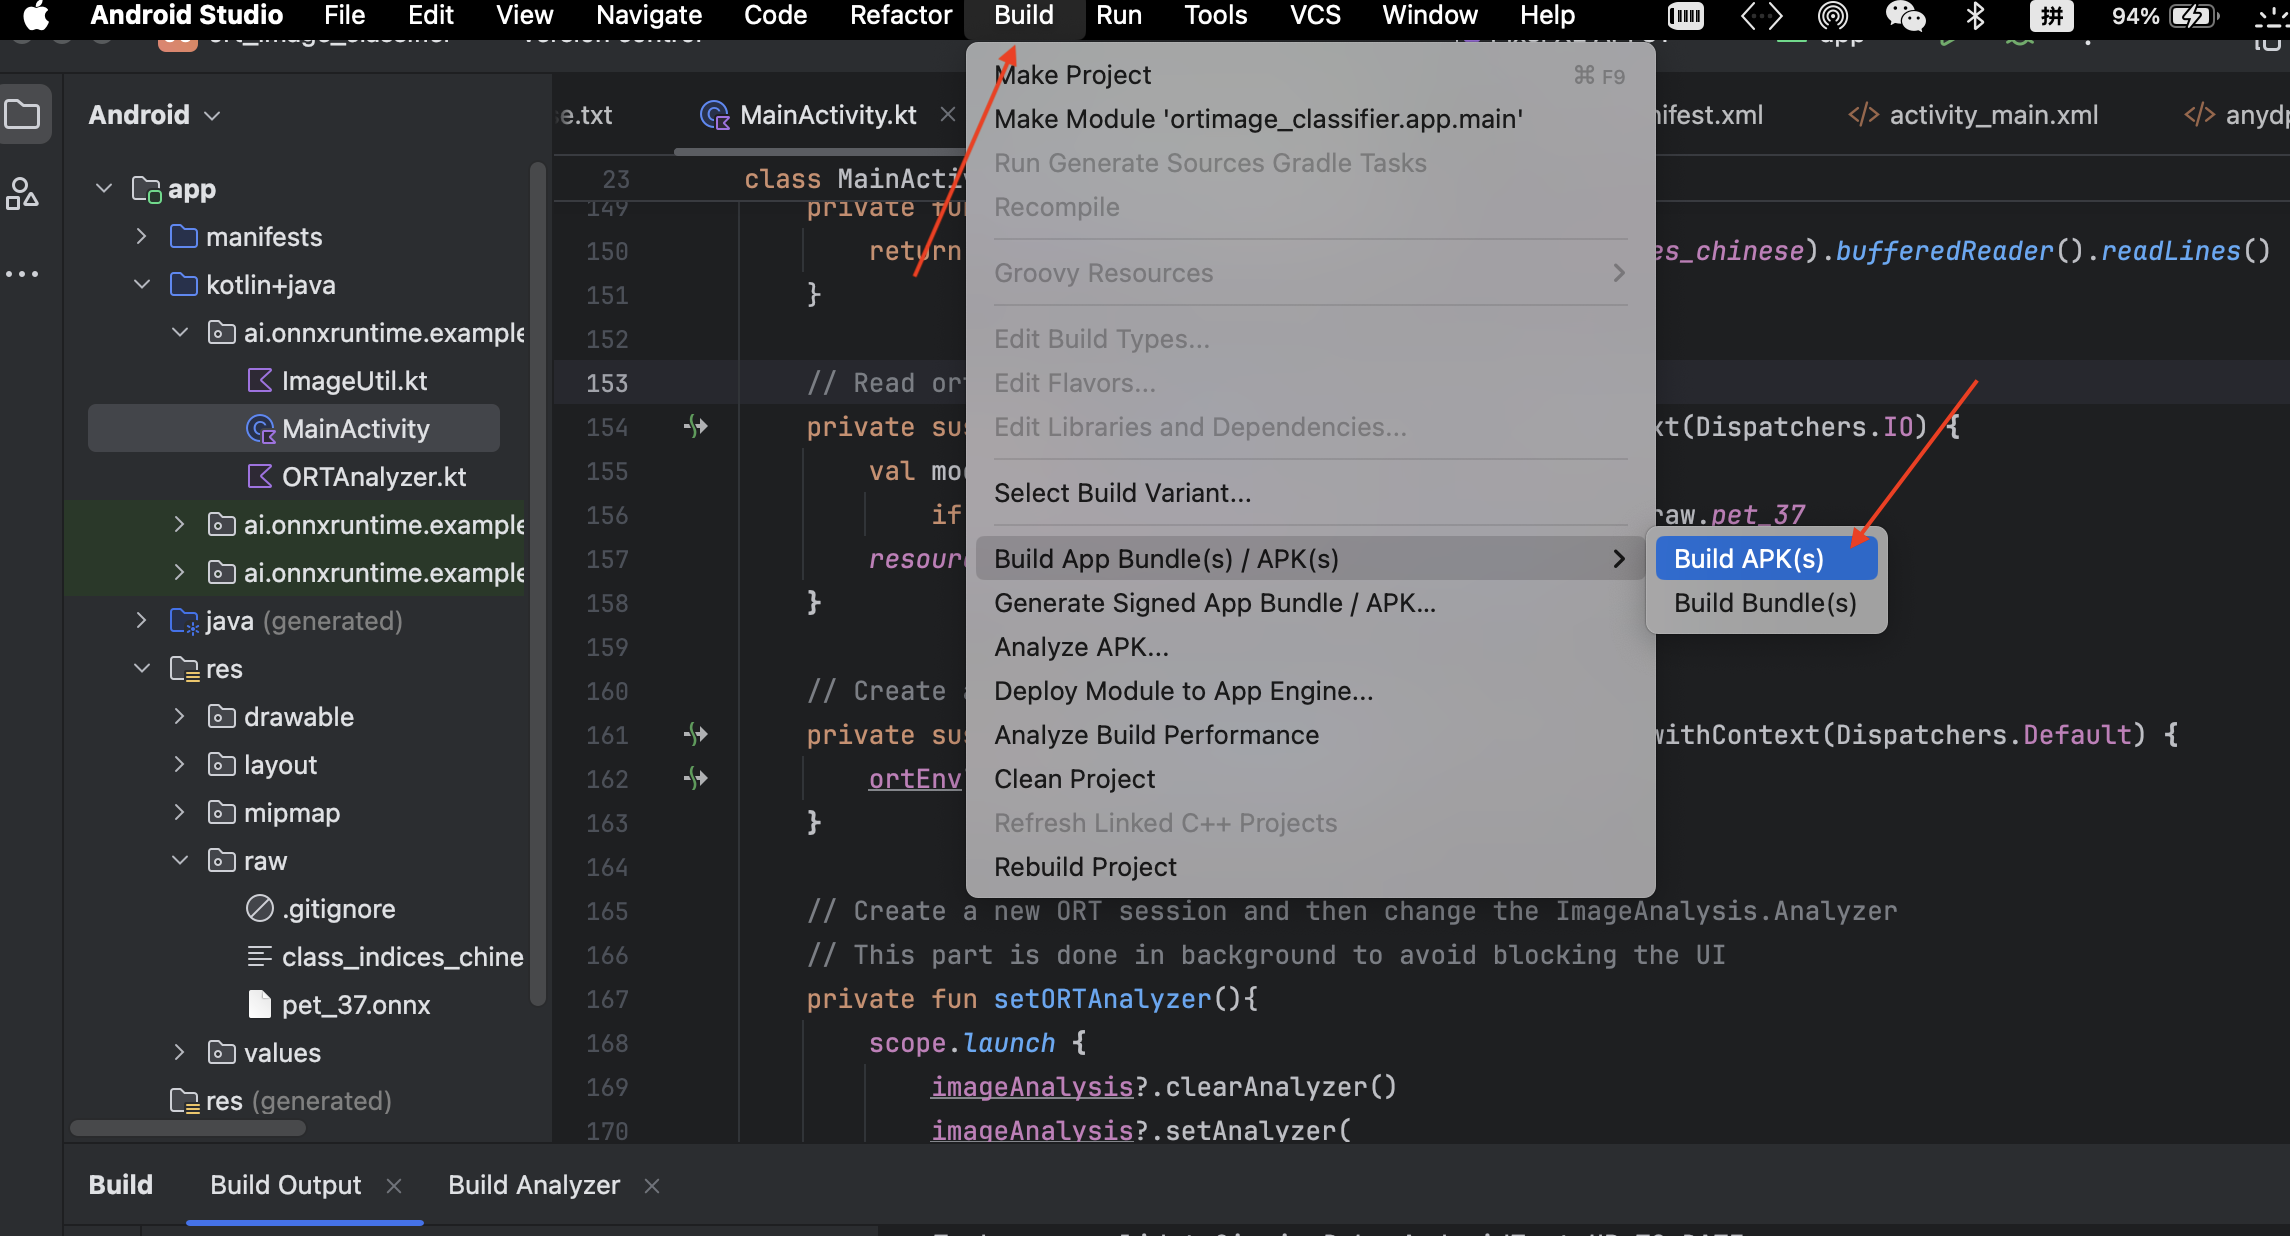 Android Studio File Edit View Navigate Code Refactor Build Run Tools VCS Window Help 拼 94%
Android
app
manifests
kotlin+java
ai.onnxruntime.example
ImageUtil.kt
MainActivity
ORTAnalyzer.kt
ai.onnxruntime.example
ai.onnxruntime.example
java (generated)
res
drawable
layout
mipmap
raw
.gitignore
class_indices_chine
pet_37.onnx
values
res (generated)
e.txt MainActivity.kt nifest.xml activity_main.xml anydp
23 class MainActiv
149 private fun
150 return es_chinese).bufferedReader().readLines()
151 }
152
153 // Read ort
154 private sus xt(Dispatchers.IO) {
155 val mod
156 if raw.pet_37
157 resour
158 }
159
160 // Create a
161 private sus withContext(Dispatchers.Default) {
162 ortEnv
163 }
164
165 // Create a new ORT session and then change the ImageAnalysis.Analyzer
166 // This part is done in background to avoid blocking the UI
167 private fun setORTAnalyzer(){
168 scope.launch {
169 imageAnalysis?.clearAnalyzer()
170 imageAnalysis?.setAnalyzer(
Make Project ⌘ F9
Make Module 'ortimage_classifier.app.main'
Run Generate Sources Gradle Tasks
Recompile
Groovy Resources
Edit Build Types...
Edit Flavors...
Edit Libraries and Dependencies...
Select Build Variant...
Build App Bundle(s) / APK(s)
Generate Signed App Bundle / APK...
Analyze APK...
Deploy Module to App Engine...
Analyze Build Performance
Clean Project
Refresh Linked C++ Projects
Rebuild Project
Build APK(s)
Build Bundle(s)
Build Build Output Build Analyzer